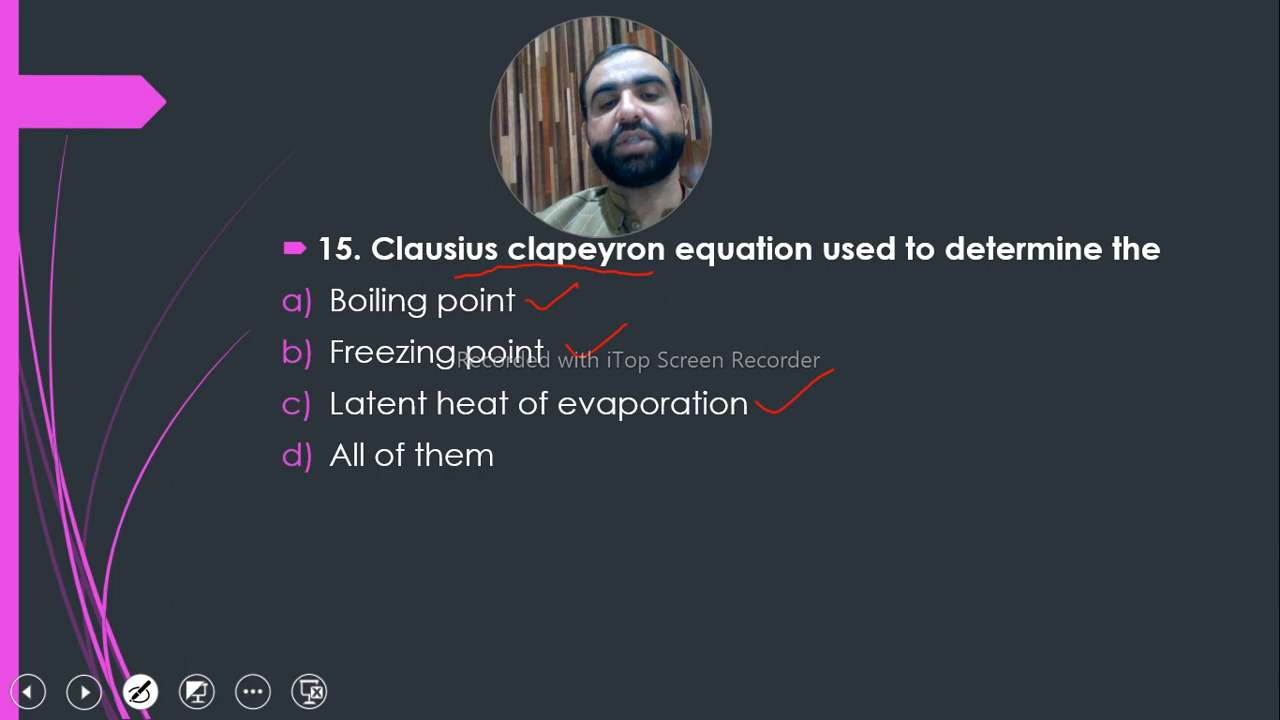 15. Clausius clapeyron equation used to determine the
a) Boiling point
b) Freezing point
Recorded with iTop Screen Recorder
c) Latent heat of evaporation
d) All of them